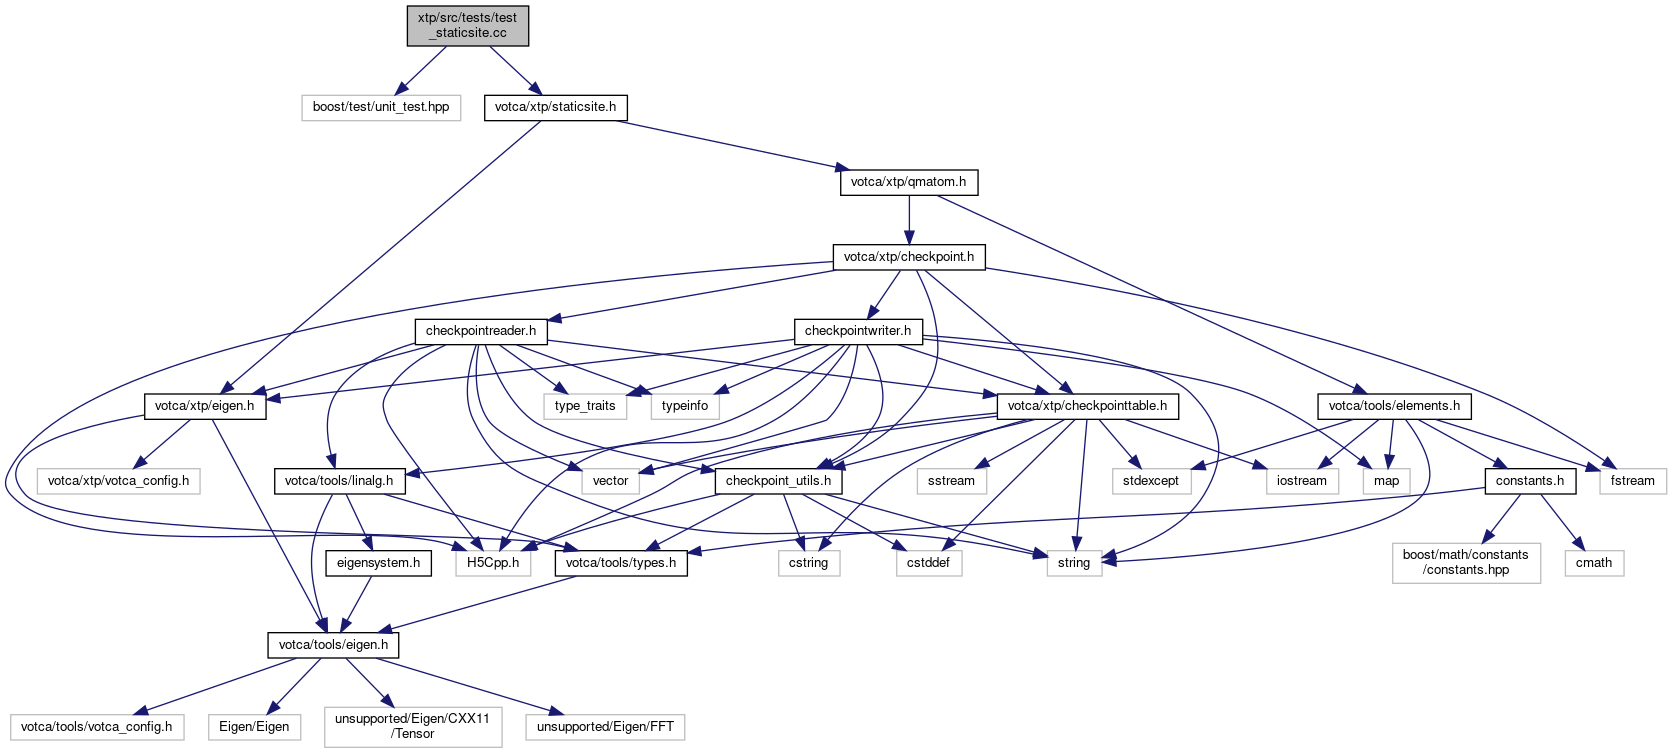 xtp/src/tests/test
_staticsite.cc
boost/test/unit_test.hpp
votca/xtp/staticsite.h
votca/xtp/qmatom.h
votca/xtp/checkpoint.h
checkpointreader.h
checkpointwriter.h
votca/xtp/eigen.h
type_traits
typeinfo
votca/xtp/checkpointtable.h
votca/tools/elements.h
votca/xtp/votca_config.h
votca/tools/linalg.h
vector
checkpoint_utils.h
sstream
stdexcept
iostream
map
constants.h
fstream
eigensystem.h
H5Cpp.h
votca/tools/types.h
cstring
cstddef
string
boost/math/constants
/constants.hpp
cmath
votca/tools/eigen.h
votca/tools/votca_config.h
Eigen/Eigen
unsupported/Eigen/CXX11
/Tensor
unsupported/Eigen/FFT